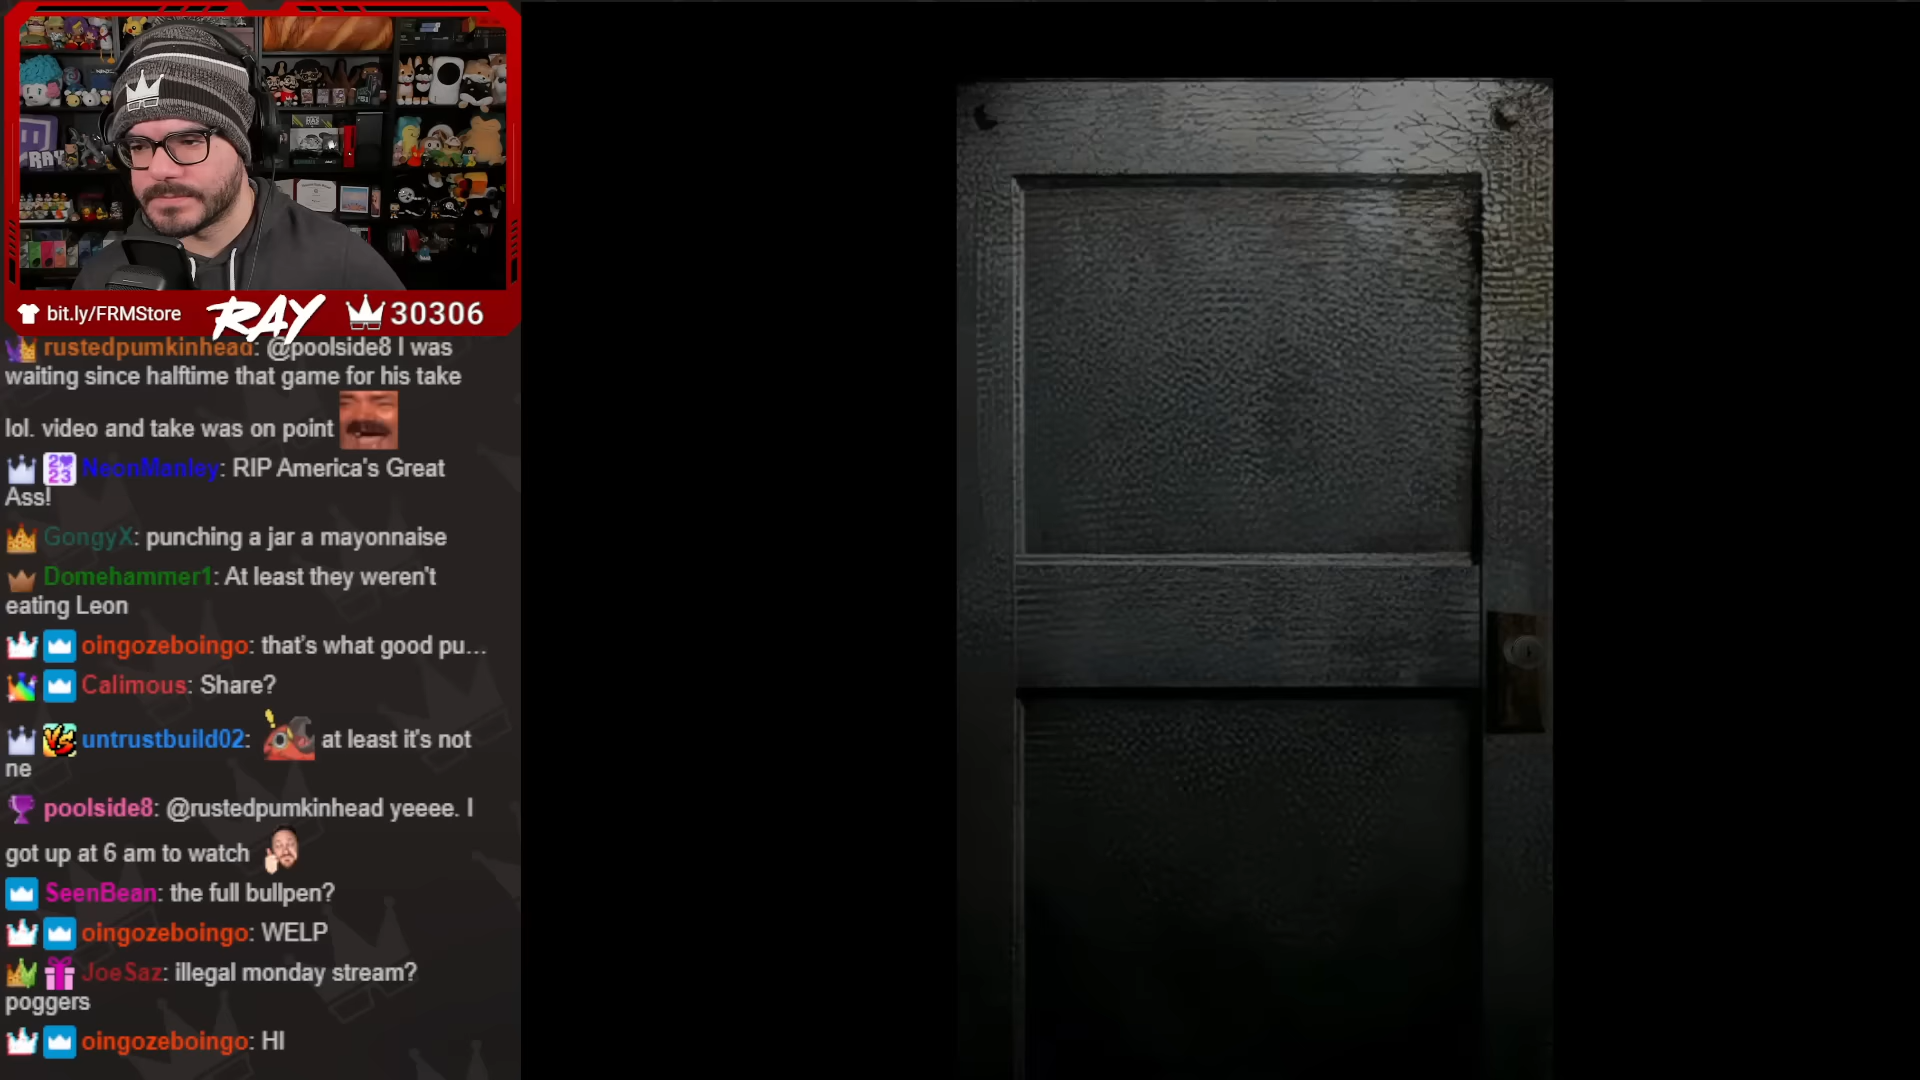 bit.ly/FRMStore RAY 30306
rustedpumkinhead: @poolside8 I was
waiting since halftime that game for his take
lol. video and take was on point
NeonManley: RIP America's Great
Ass!
GongyX: punching a jar a mayonnaise
Domehammer1: At least they weren't
eating Leon
oingozeboingo: that's what good pu...
Calimous: Share?
untrustbuild02: at least it's not
ne
poolside8: @rustedpumkinhead yeeee. I
got up at 6 am to watch
SeenBean: the full bullpen?
oingozeboingo: WELP
JoeSaz: illegal monday stream?
poggers
oingozeboingo: HI